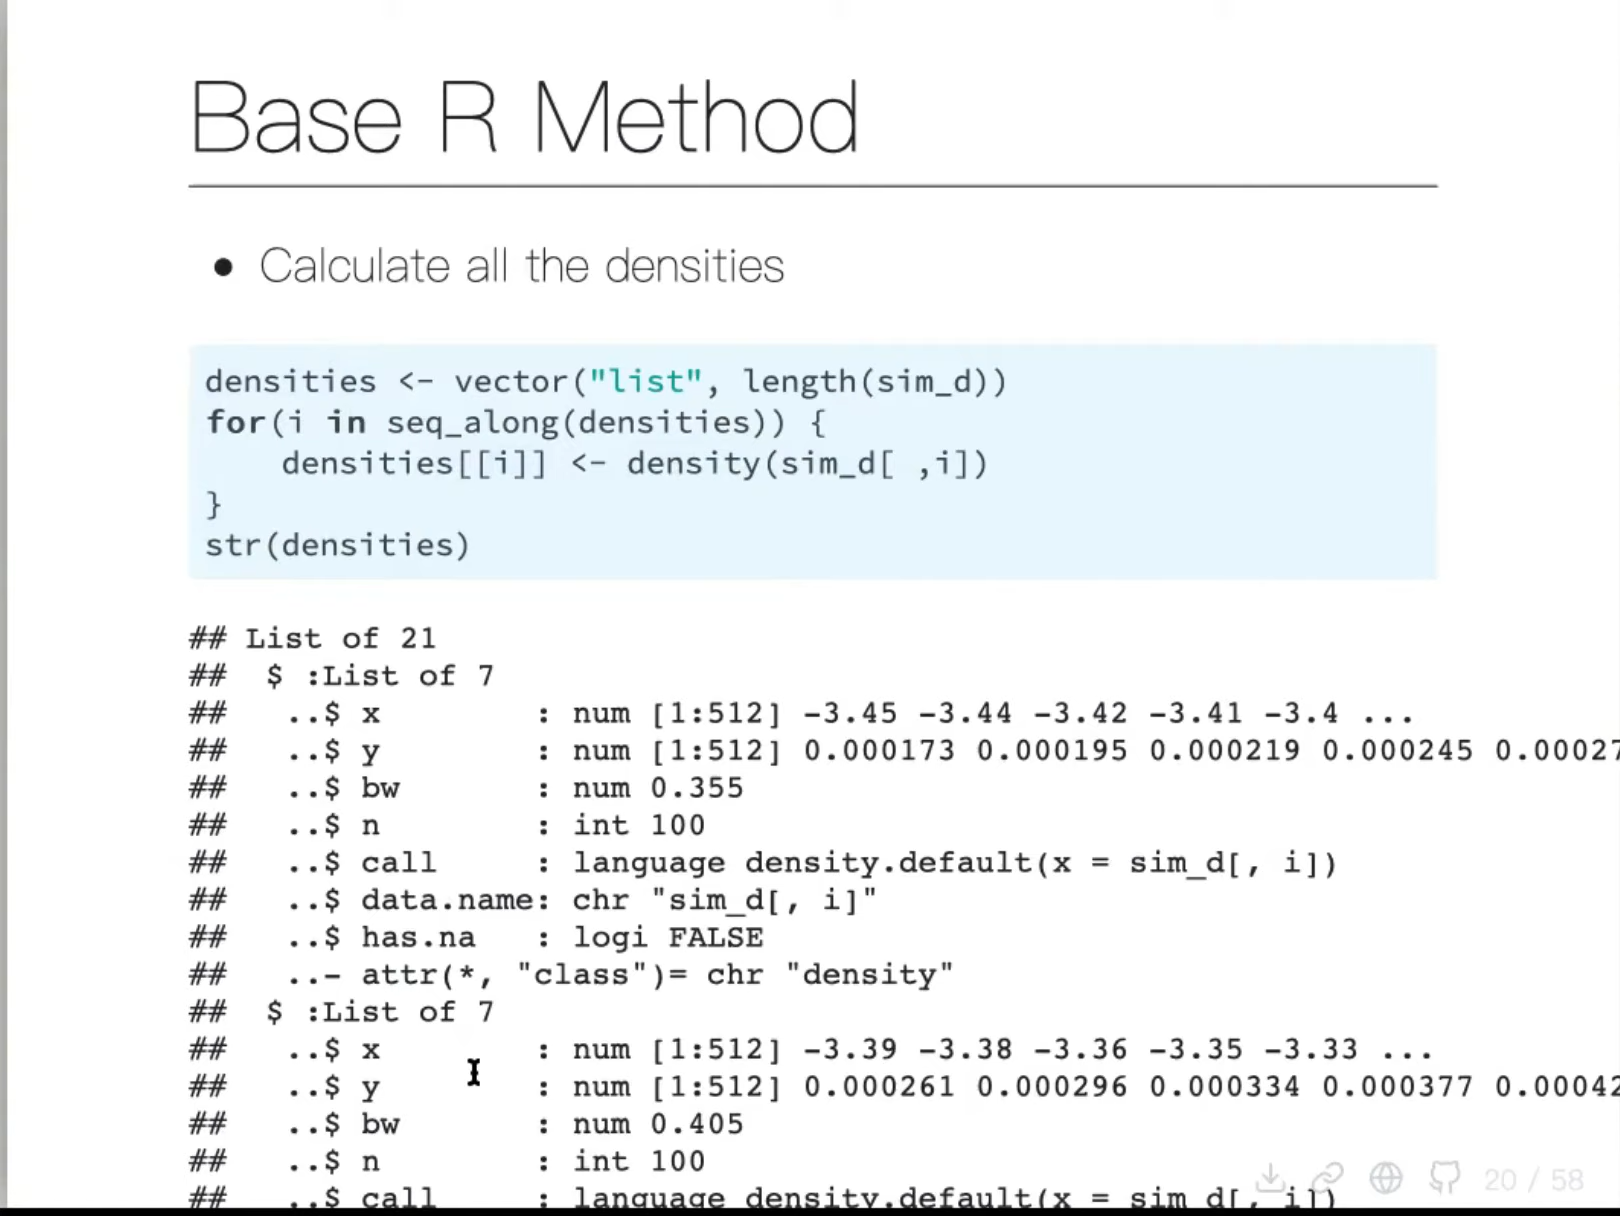 Base R Method
• Calculate all the densities
densities <- vector("list", length(sim_d))
for(i in seq_along(densities)) {
    densities[[i]] <- density(sim_d[ ,i])
}
str(densities)
## List of 21
##  $ :List of 7
##   ..$ x        : num [1:512] -3.45 -3.44 -3.42 -3.41 -3.4 ...
##   ..$ y        : num [1:512] 0.000173 0.000195 0.000219 0.000245 0.00027
##   ..$ bw       : num 0.355
##   ..$ n        : int 100
##   ..$ call     : language density.default(x = sim_d[, i])
##   ..$ data.name: chr "sim_d[, i]"
##   ..$ has.na   : logi FALSE
##   ..- attr(*, "class")= chr "density"
##  $ :List of 7
##   ..$ x        : num [1:512] -3.39 -3.38 -3.36 -3.35 -3.33 ...
##   ..$ y        : num [1:512] 0.000261 0.000296 0.000334 0.000377 0.00042
##   ..$ bw       : num 0.405
##   ..$ n        : int 100
##   ..$ call     : language density.default(x = sim_d[, i])
20 / 58